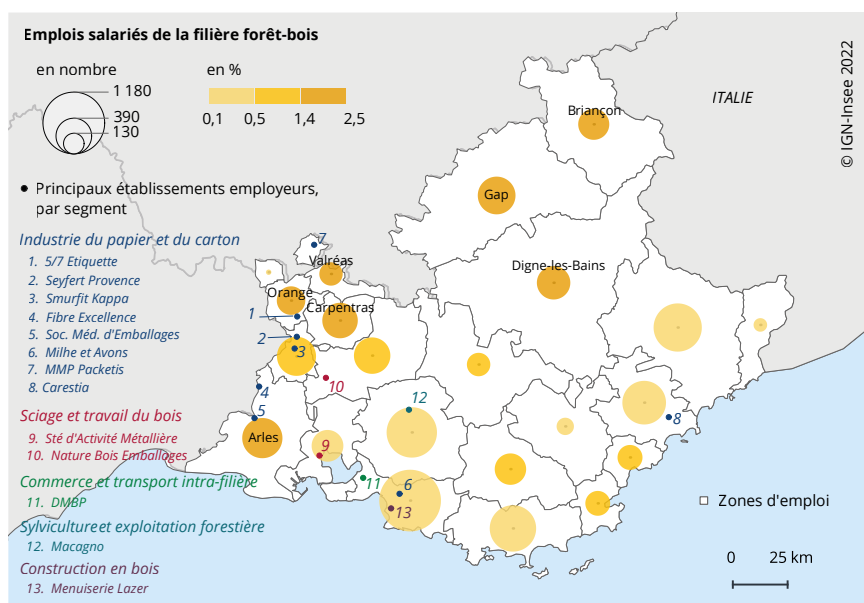 Emplois salariés de la filière forêt-bois
en nombre
1 180
390
130
en %
0,1 0,5 1,4 2,5
Principaux établissements employeurs,
par segment
Industrie du papier et du carton
1. 5/7 Etiquette
2. Seyfert Provence
3. Smurfit Kappa
4. Fibre Excellence
5. Soc. Méd. d'Emballages
6. Milhe et Avons
7. MMP Packetis
8. Carestia
Sciage et travail du bois
9. Sté d'Activité Métallière
10. Nature Bois Emballages
Commerce et transport intra-filière
11. DMBP
Sylviculture et exploitation forestière
12. Macagno
Construction en bois
13. Menuiserie Lazer
ITALIE
© IGN-Insee 2022
Briançon
Gap
7
Valréas
Digne-les-Bains
Orange
Carpentras
1
2
3
10
4
12
5
8
Arles
9
11
6
13
Zones d'emploi
0 25 km